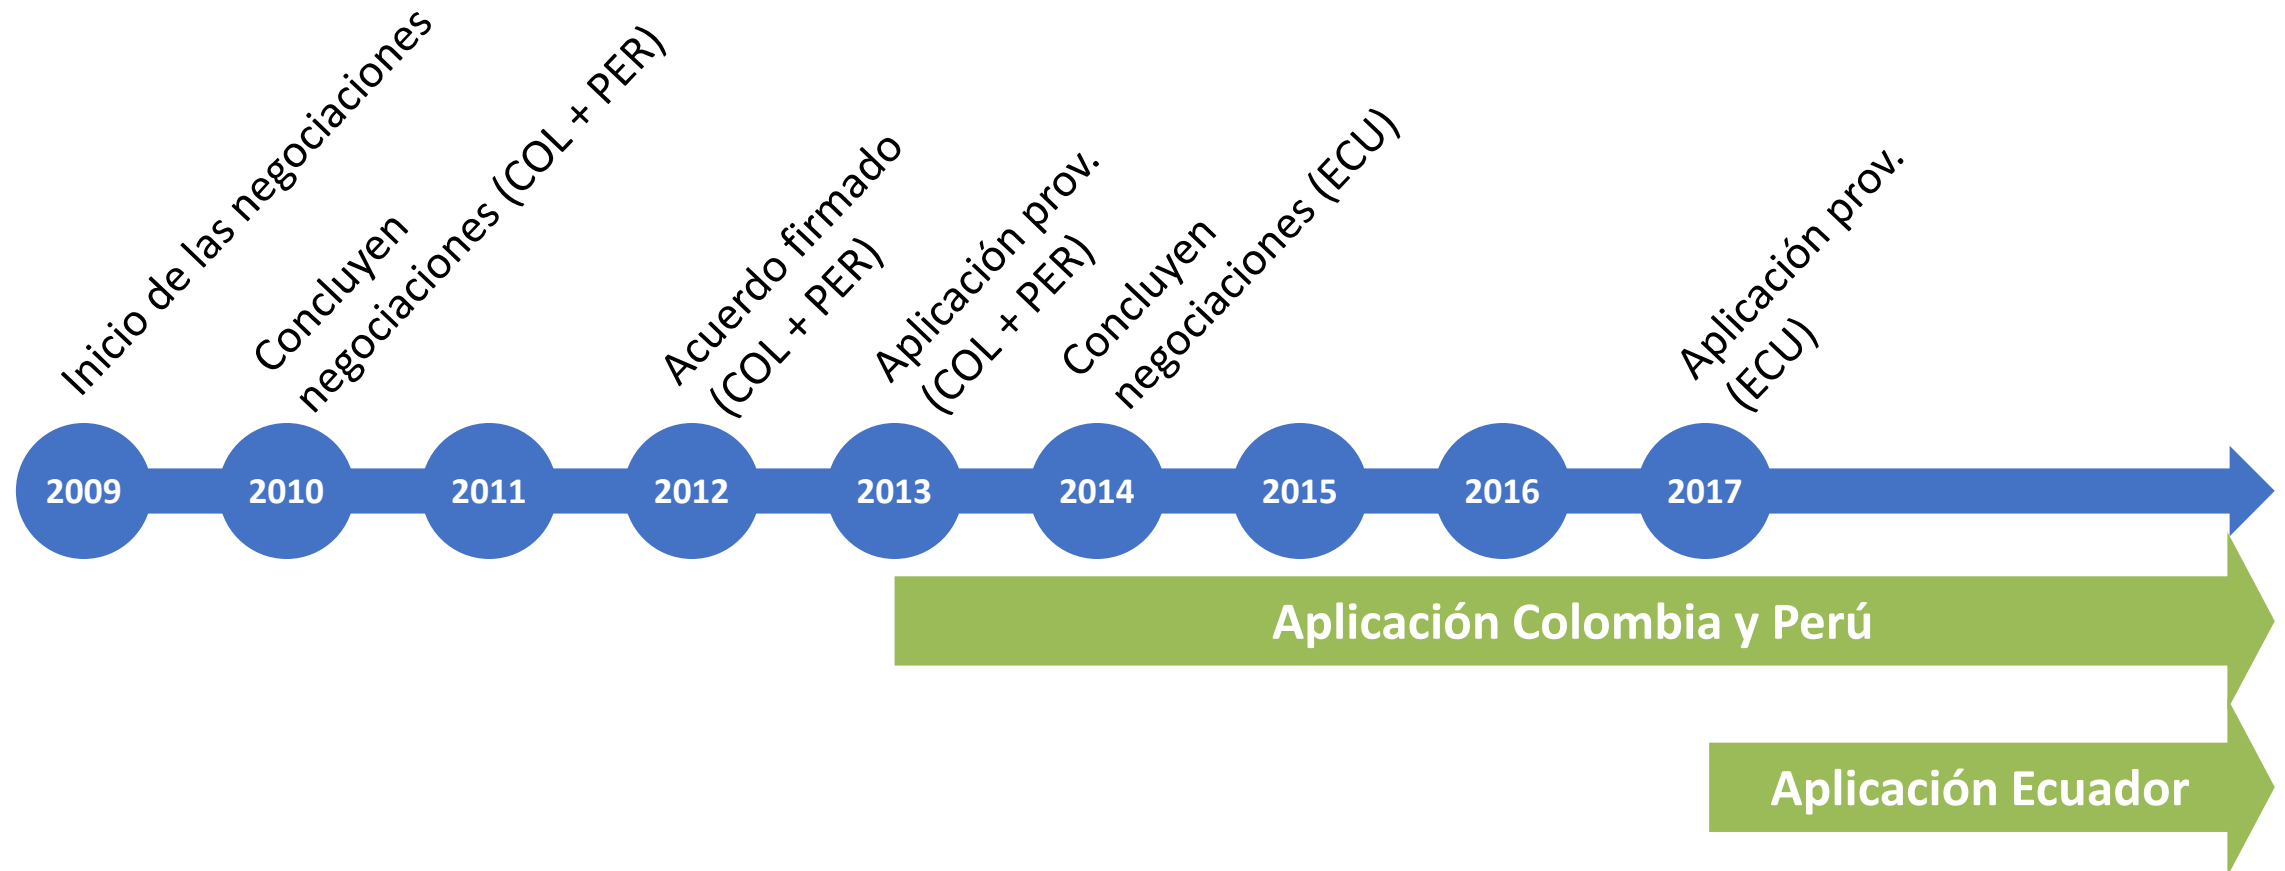 Inicio de las negociaciones
Concluyen
negociaciones (COL + PER)
Acuerdo firmado
(COL + PER)
Aplicación prov.
(COL + PER)
Concluyen
negociaciones (ECU)
Aplicación prov.
(ECU)
2009
2010
2011
2012
2013
2014
2015
2016
2017
Aplicación Colombia y Perú
Aplicación Ecuador